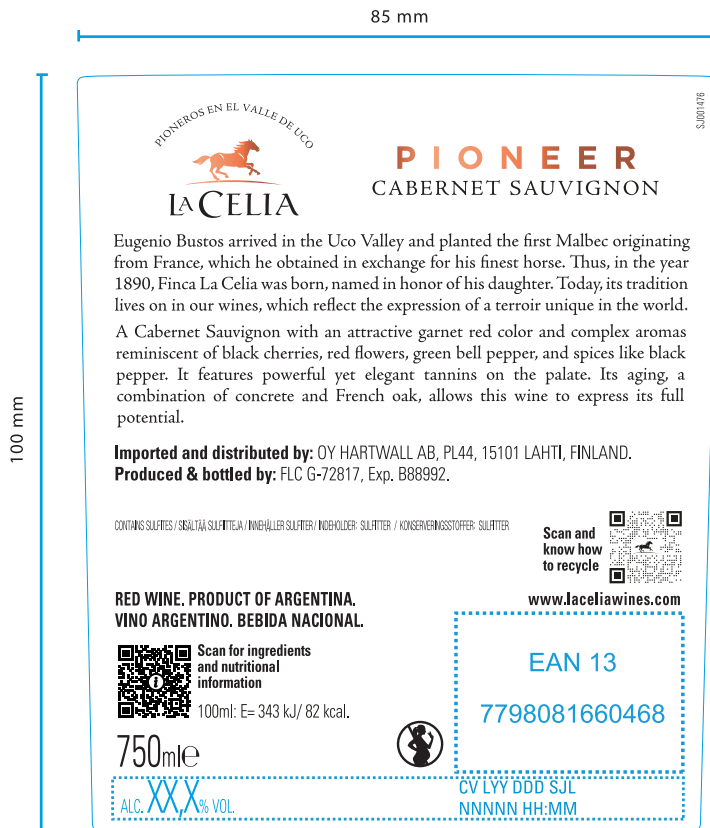 85 mm
100 mm
SJ001476
PIONEROS EN EL VALLE DE UCO
LA CELIA
PIONEER
CABERNET SAUVIGNON
Eugenio Bustos arrived in the Uco Valley and planted the first Malbec originating
from France, which he obtained in exchange for his finest horse. Thus, in the year
1890, Finca La Celia was born, named in honor of his daughter. Today, its tradition
lives on in our wines, which reflect the expression of a terroir unique in the world.
A Cabernet Sauvignon with an attractive garnet red color and complex aromas
reminiscent of black cherries, red flowers, green bell pepper, and spices like black
pepper. It features powerful yet elegant tannins on the palate. Its aging, a
combination of concrete and French oak, allows this wine to express its full
potential.
Imported and distributed by: OY HARTWALL AB, PL44, 15101 LAHTI, FINLAND.
Produced & bottled by: FLC G-72817, Exp. B88992.
CONTAINS SULFITES / SISÄLTÄÄ SULFIITTEJA / INNEHÅLLER SULFITER / INDEHOLDER: SULFITTER / KONSERVERINGSSTOFFER: SULFITTER
Scan and
know how
to recycle
www.laceliawines.com
RED WINE. PRODUCT OF ARGENTINA.
VINO ARGENTINO. BEBIDA NACIONAL.
Scan for ingredients
and nutritional
information
100ml: E= 343 kJ/ 82 kcal.
750ml℮
EAN 13
7798081660468
ALC. XX,X% VOL.
CV LYY DDD SJL
NNNNN HH:MM